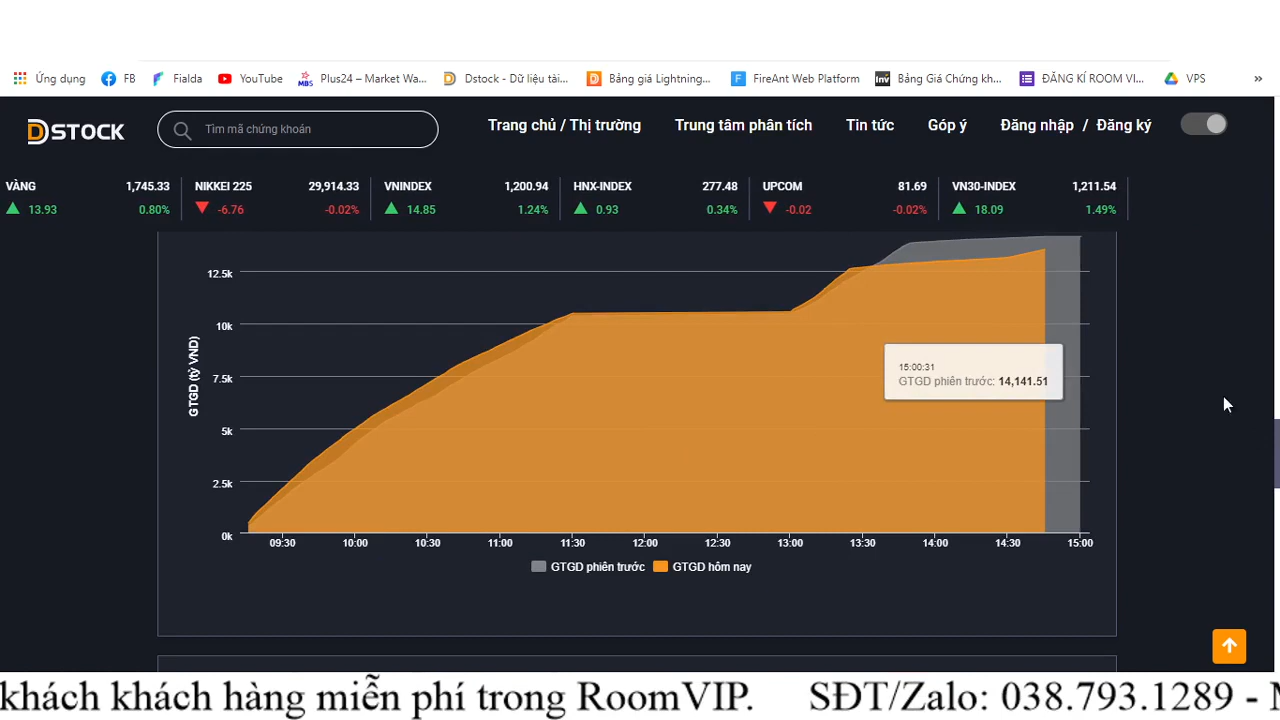 Ứng dụng FB Fialda YouTube Plus24 – Market Wa... Dstock - Dữ liệu tài... Bảng giá Lightning... FireAnt Web Platform Bảng Giá Chứng kh... ĐĂNG KÍ ROOM VI... VPS »
DSTOCK Tìm mã chứng khoán Trang chủ / Thị trường Trung tâm phân tích Tin tức Góp ý Đăng nhập / Đăng ký
VÀNG 1,745.33 NIKKEI 225 29,914.33 VNINDEX 1,200.94 HNX-INDEX 277.48 UPCOM 81.69 VN30-INDEX 1,211.54
13.93 0.80% -6.76 -0.02% 14.85 1.24% 0.93 0.34% -0.02 -0.02% 18.09 1.49%
12.5k
10k
7.5k
5k
2.5k
0k
GTGD (tỷ VND)
15:00:31
GTGD phiên trước: 14,141.51
09:30 10:00 10:30 11:00 11:30 12:00 12:30 13:00 13:30 14:00 14:30 15:00
GTGD phiên trước GTGD hôm nay
khách khách hàng miễn phí trong RoomVIP. SĐT/Zalo: 038.793.1289 -